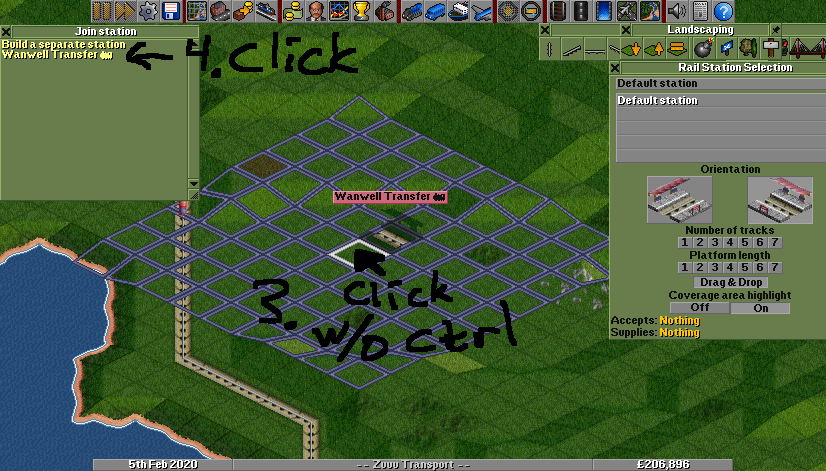 Join station
Build a separate station
Wanwell Transfer
4. click
Landscaping
Rail Station Selection
Default station
Default station
Orientation
Number of tracks
1 2 3 4 5 6 7
Platform length
1 2 3 4 5 6 7
Drag & Drop
Coverage area highlight
Off On
Accepts: Nothing
Supplies: Nothing
Wanwell Transfer
3. click
w/o ctrl
5th Feb 2020
-- Zuuu Transport --
£206,896